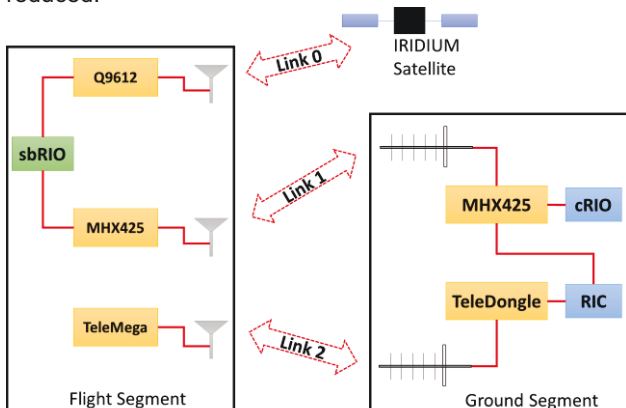 reduced.
IRIDIUM
Satellite
Q9612
Link 0
sbRIO
Link 1
MHX425
MHX425
cRIO
TeleMega
TeleDongle
RIC
Link 2
Flight Segment
Ground Segment